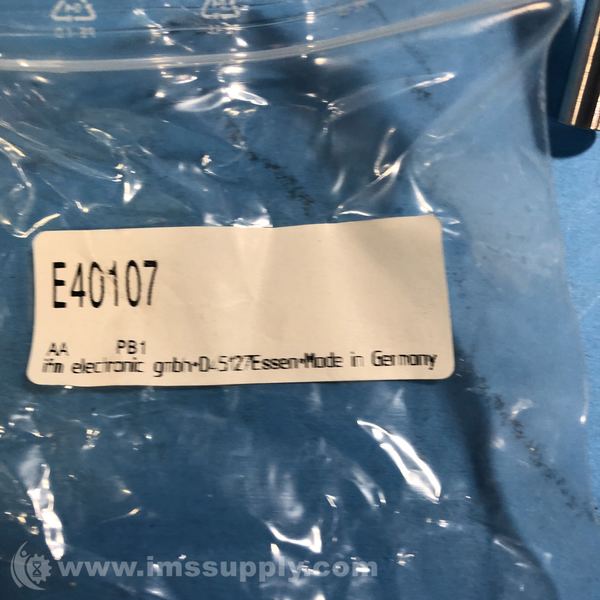 E40107
AA PB1
ifm electronic gmbh•D-45127Essen•Made in Germany
www.imssupply.com